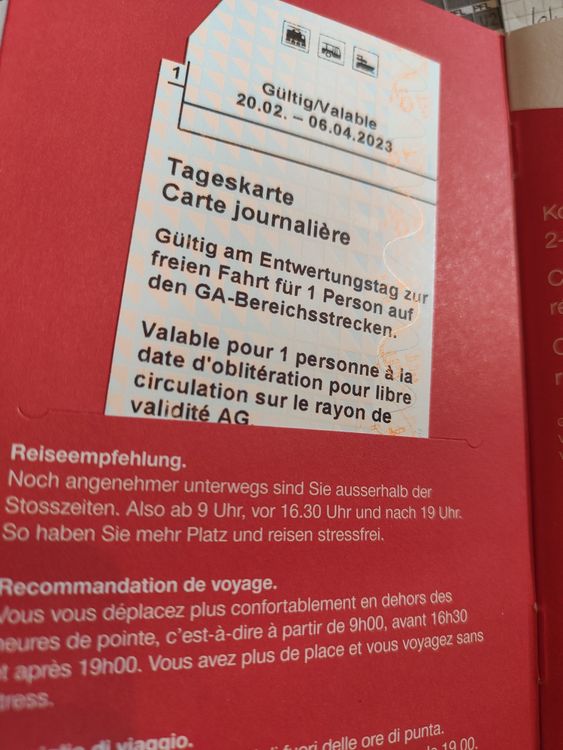 1
Gültig/Valable
20.02. – 06.04.2023
Tageskarte
Carte journalière
Gültig am Entwertungstag zur
freien Fahrt für 1 Person auf
den GA-Bereichsstrecken.
Valable pour 1 personne à la
date d'oblitération pour libre
circulation sur le rayon de
validité AG.
Reiseempfehlung.
Noch angenehmer unterwegs sind Sie ausserhalb der
Stosszeiten. Also ab 9 Uhr, vor 16.30 Uhr und nach 19 Uhr.
So haben Sie mehr Platz und reisen stressfrei.
Recommandation de voyage.
Vous vous déplacez plus confortablement en dehors des
heures de pointe, c'est-à-dire à partir de 9h00, avant 16h30
et après 19h00. Vous avez plus de place et vous voyagez sans
stress.
di viaggio.
fuori delle ore di punta.
19.00.
2-